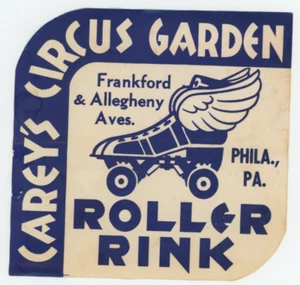 CAREY'S CIRCUS GARDEN
Frankford
& Allegheny
Aves.
PHILA.,
PA.
ROLLER
RINK